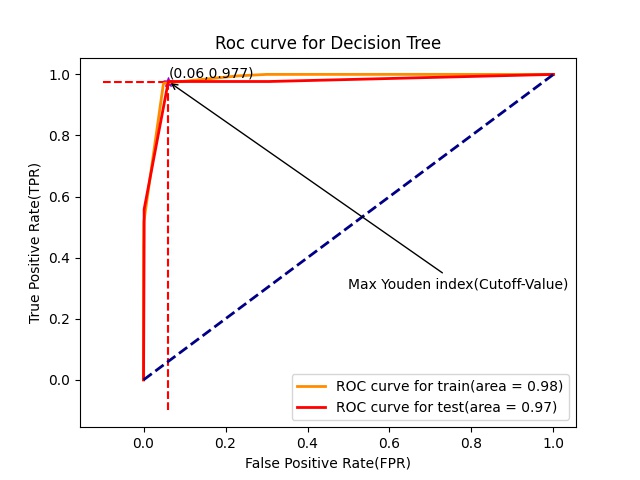 Roc curve for Decision Tree
(0.06,0.977)
1.0
0.8
0.6
0.4
0.2
0.0
True Positive Rate(TPR)
Max Youden index(Cutoff-Value)
ROC curve for train(area = 0.98)
ROC curve for test(area = 0.97)
0.0 0.2 0.4 0.6 0.8 1.0
False Positive Rate(FPR)